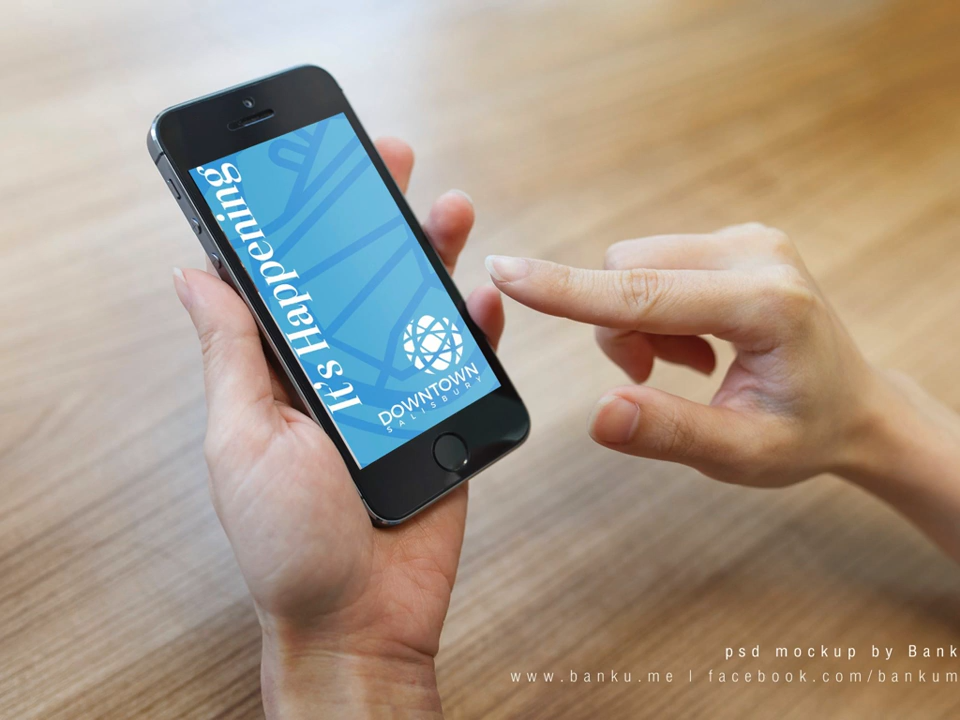 It's Happening
DOWNTOWN
SALISBURY
psd mockup by Bank
www.banku.me | facebook.com/bankum